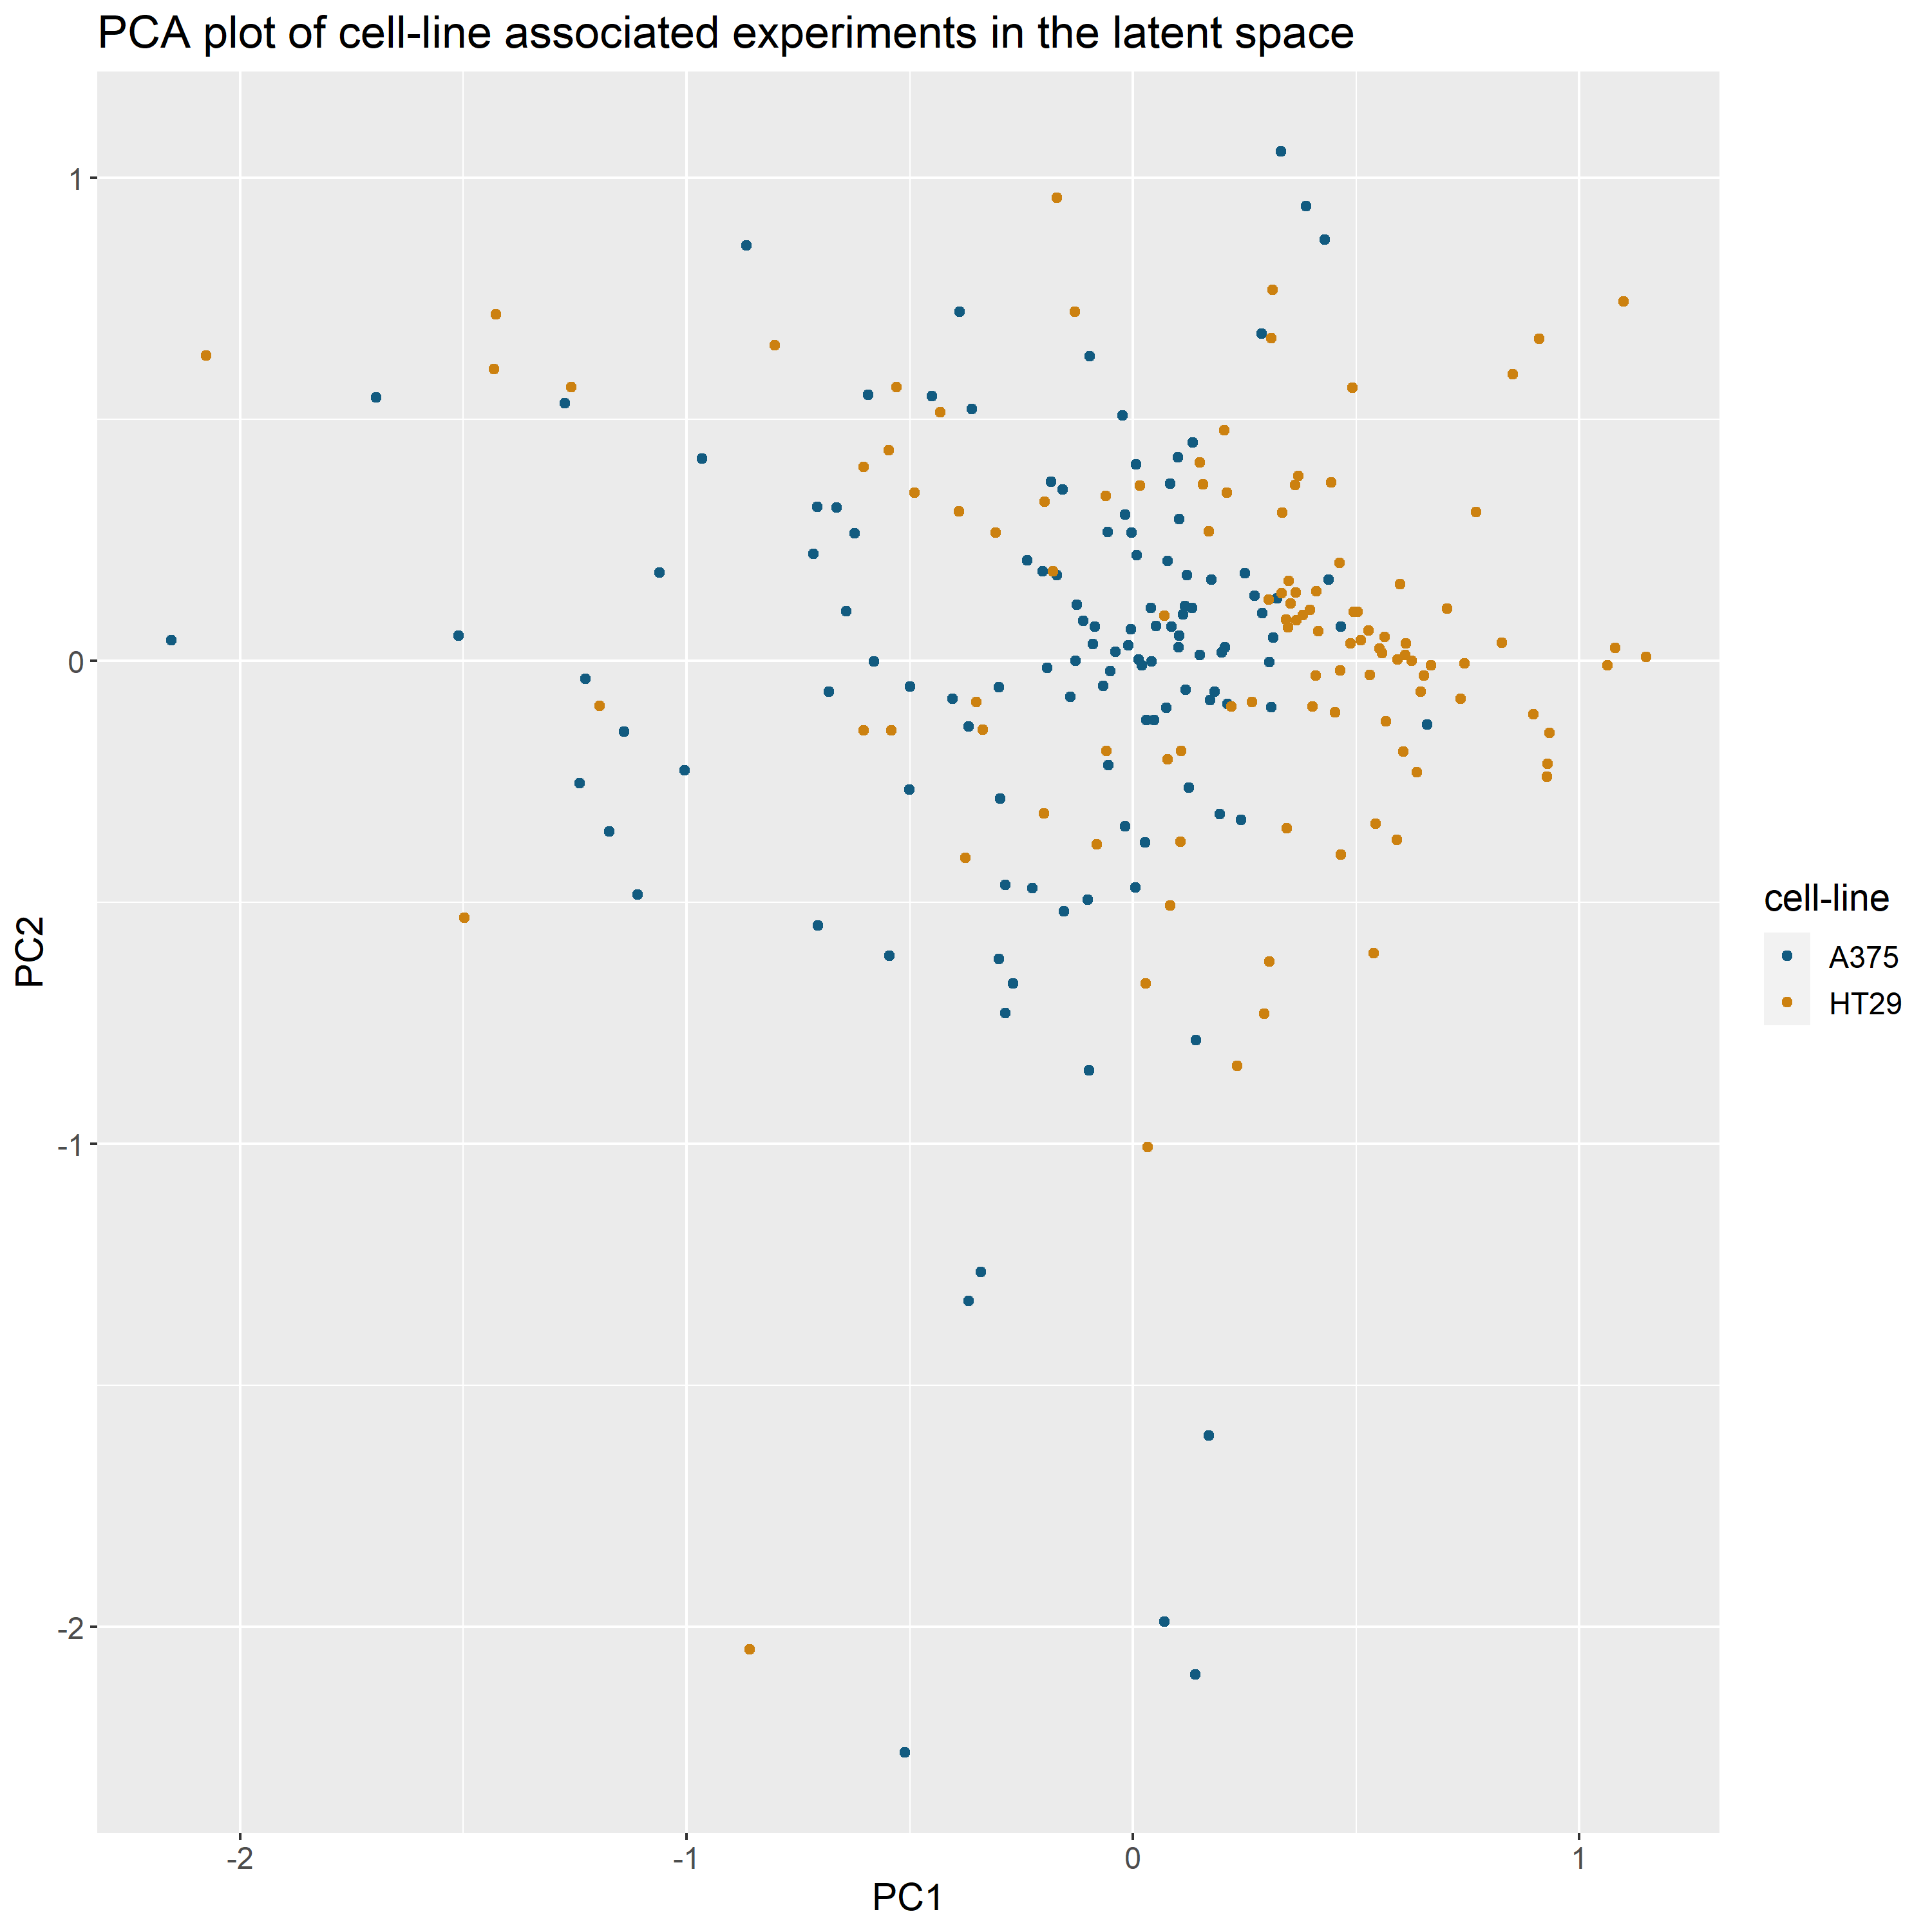 PCA plot of cell-line associated experiments in the latent space
1
0
-1
-2
PC2
-2
-1
0
1
PC1
cell-line
A375
HT29